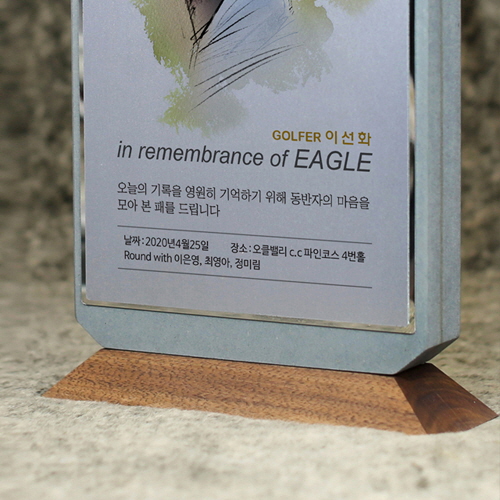 GOLFER 이선화
in remembrance of EAGLE
오늘의 기록을 영원히 기억하기 위해 동반자의 마음을
모아 본 패를 드립니다
날짜:2020년4월25일 장소:오클밸리 c.c 파인코스 4번홀
Round with 이은영, 최영아, 정미림